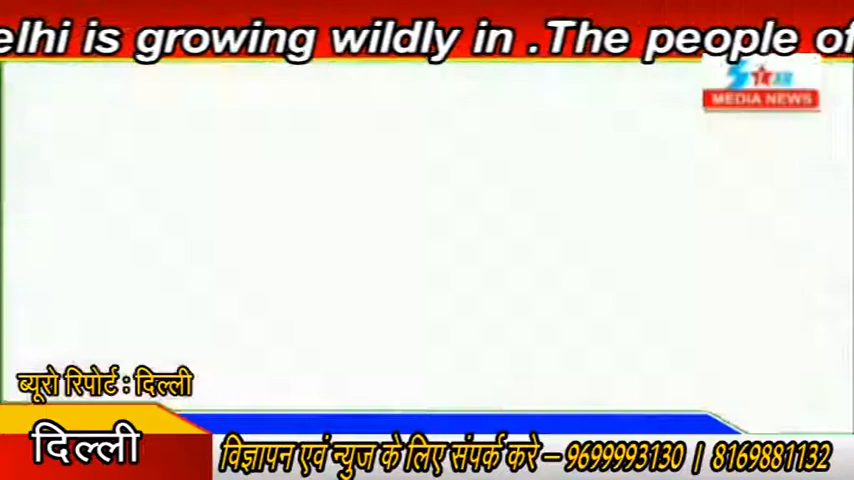 elhi is growing wildly in .The people of
STAR
MEDIA NEWS
ब्यूरो रिपोर्ट : दिल्ली
दिल्ली
विज्ञापन एवं न्युज के लिए संपर्क करे – 9699993130 | 8169881132